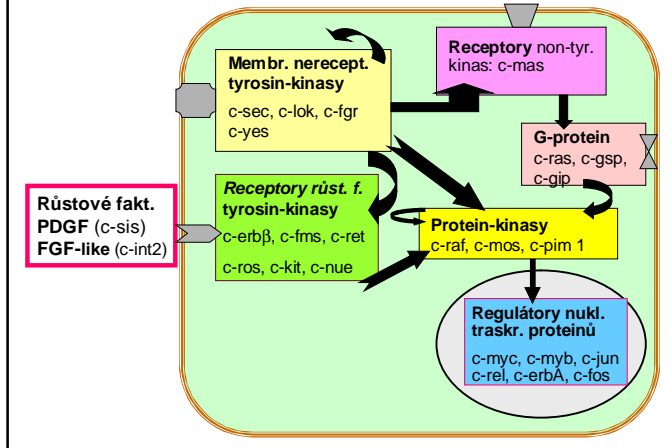 Membr. nerecept.
tyrosin-kinasy
c-sec, c-lok, c-fgr
c-yes
Receptory non-tyr.
kinas: c-mas
G-protein
c-ras, c-gsp,
c-gip
Růstové fakt.
PDGF (c-sis)
FGF-like (c-int2)
Receptory růst. f.
tyrosin-kinasy
c-erbβ, c-fms, c-ret
c-ros, c-kit, c-nue
Protein-kinasy
c-raf, c-mos, c-pim 1
Regulátory nukl.
traskr. proteinů
c-myc, c-myb, c-jun
c-rel, c-erbA, c-fos